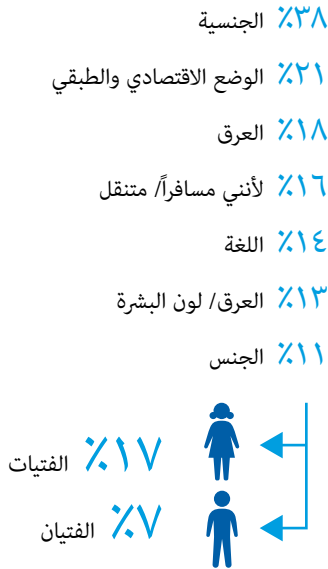 ٪٣٨ الجنسية
٪٢١ الوضع الاقتصادي والطبقي
٪١٨ العرق
٪١٦ لأنني مسافراً/ متنقل
٪١٤ اللغة
٪١٣ العرق/ لون البشرة
٪١١ الجنس
٪١٧ الفتيات
٪٧ الفتيان